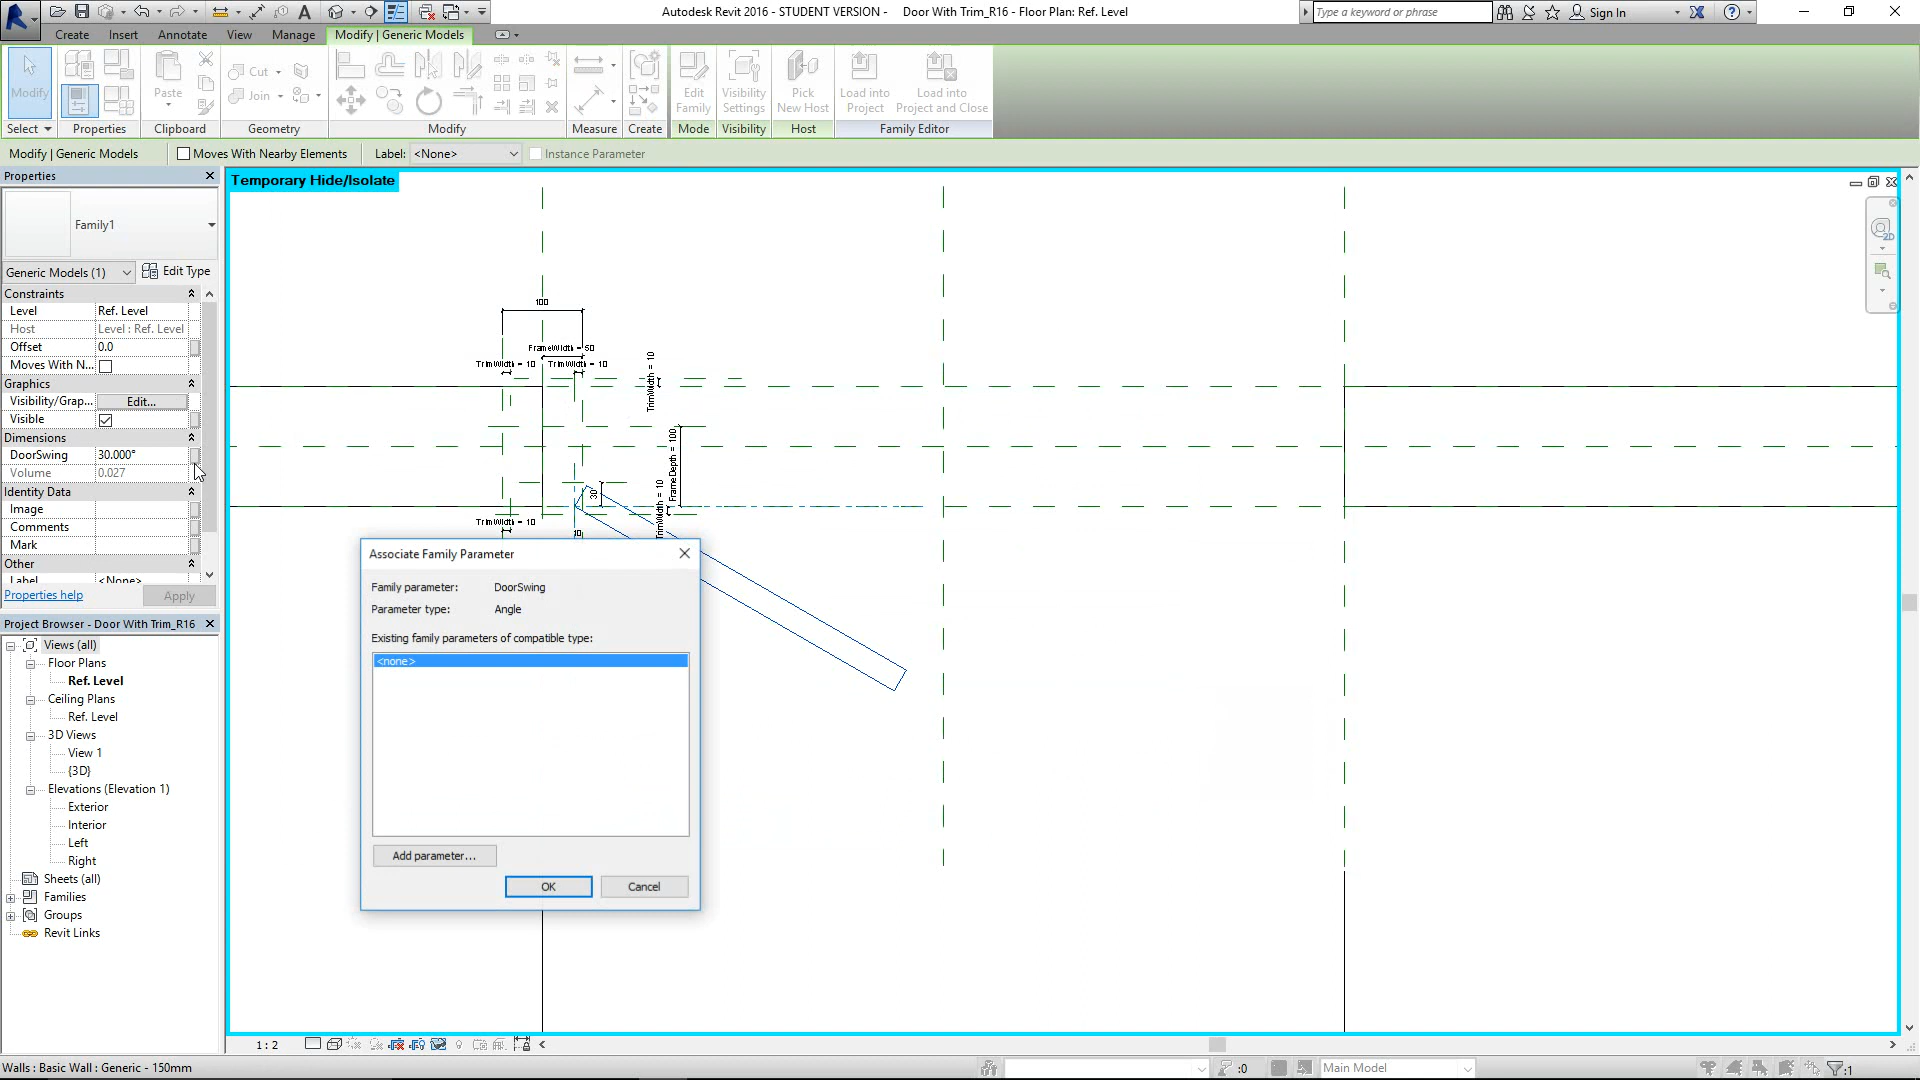 Autodesk Revit 2016 - STUDENT VERSION - Door With Trim_R16 - Floor Plan: Ref. Level
Type a keyword or phrase
Sign In
Create Insert Annotate View Manage Modify | Generic Models
Modify
Paste
Cut
Join
Edit Family
Visibility Settings
Pick New Host
Load into Project
Load into Project and Close
Select Properties Clipboard Geometry Modify Measure Create Mode Visibility Host Family Editor
Modify | Generic Models Moves With Nearby Elements Label: <None> Instance Parameter
Properties
Family1
Generic Models (1) Edit Type
Constraints
Level Ref. Level
Host Level : Ref. Level
Offset 0.0
Moves With N...
Graphics
Visibility/Grap... Edit...
Visible
Dimensions
DoorSwing 30.000°
Volume 0.027
Identity Data
Image
Comments
Mark
Other
Label <None>
Properties help Apply
Project Browser - Door With Trim_R16
Views (all)
Floor Plans
Ref. Level
Ceiling Plans
Ref. Level
3D Views
View 1
{3D}
Elevations (Elevation 1)
Exterior
Interior
Left
Right
Sheets (all)
Families
Groups
Revit Links
Temporary Hide/Isolate
100
FrameWidth = 50
TrimWidth = 10 TrimWidth = 10
TrimWidth = 10
FrameDepth = 100
30
TrimWidth = 10
TrimWidth = 10
2D
Associate Family Parameter
Family parameter: DoorSwing
Parameter type: Angle
Existing family parameters of compatible type:
<none>
Add parameter...
OK Cancel
1 : 2
Walls : Basic Wall : Generic - 150mm
:0
Main Model
:1